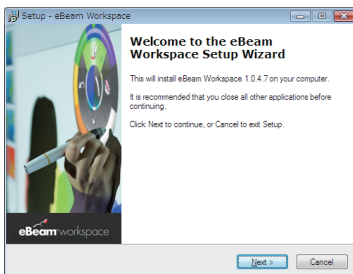 Setup - eBeam Workspace
Welcome to the eBeam
Workspace Setup Wizard
This will install eBeam Workspace 1.0.4.7 on your computer.
It is recommended that you close all other applications before
continuing.
Click Next to continue, or Cancel to exit Setup.
eBeam workspace
Next >
Cancel